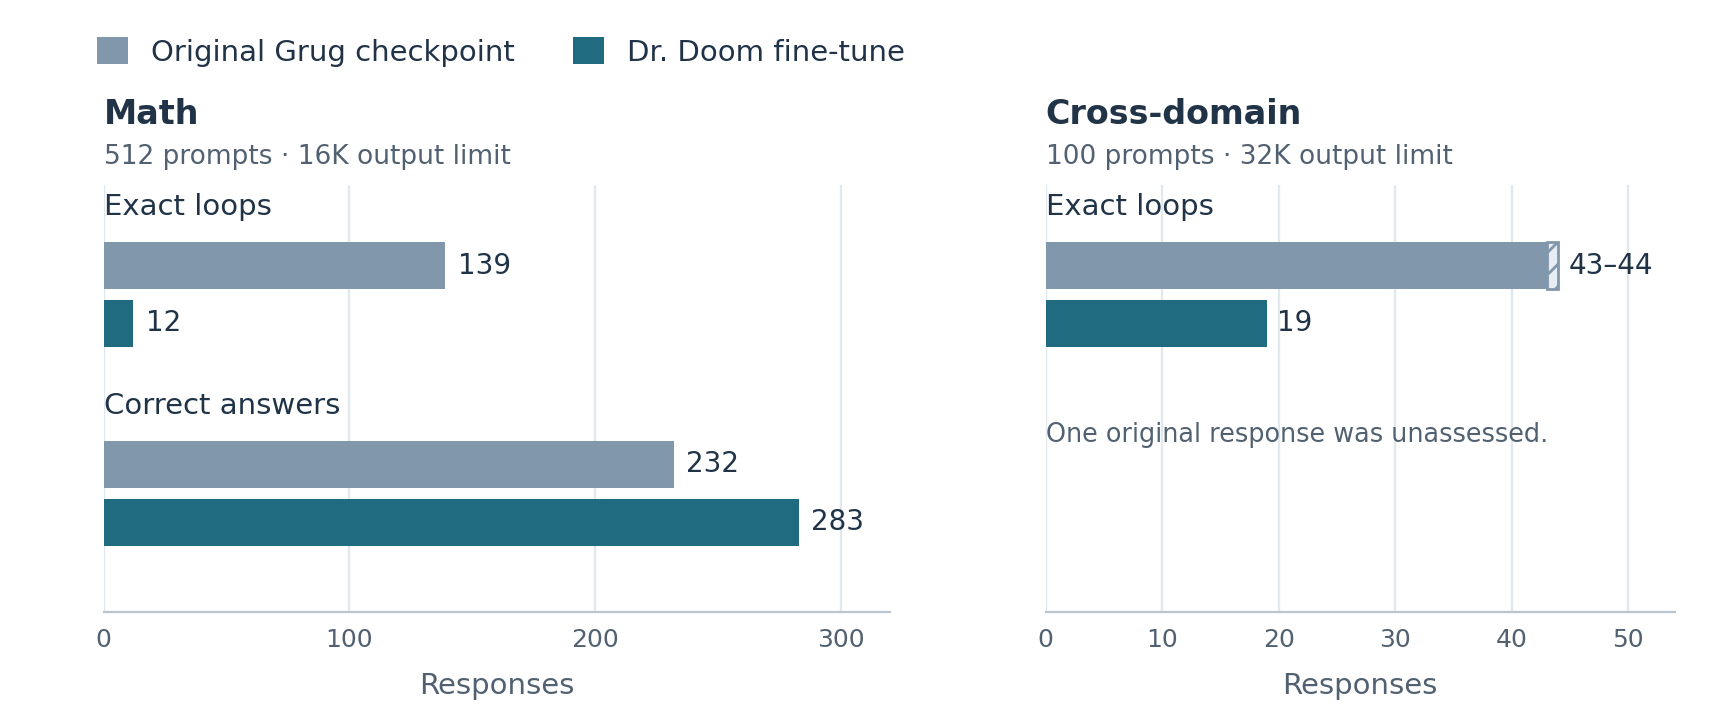 Original Grug checkpoint
Dr. Doom fine-tune
Math
512 prompts · 16K output limit
Exact loops
139
12
Correct answers
232
283
0 100 200 300
Responses
Cross-domain
100 prompts · 32K output limit
Exact loops
43–44
19
One original response was unassessed.
0 10 20 30 40 50
Responses